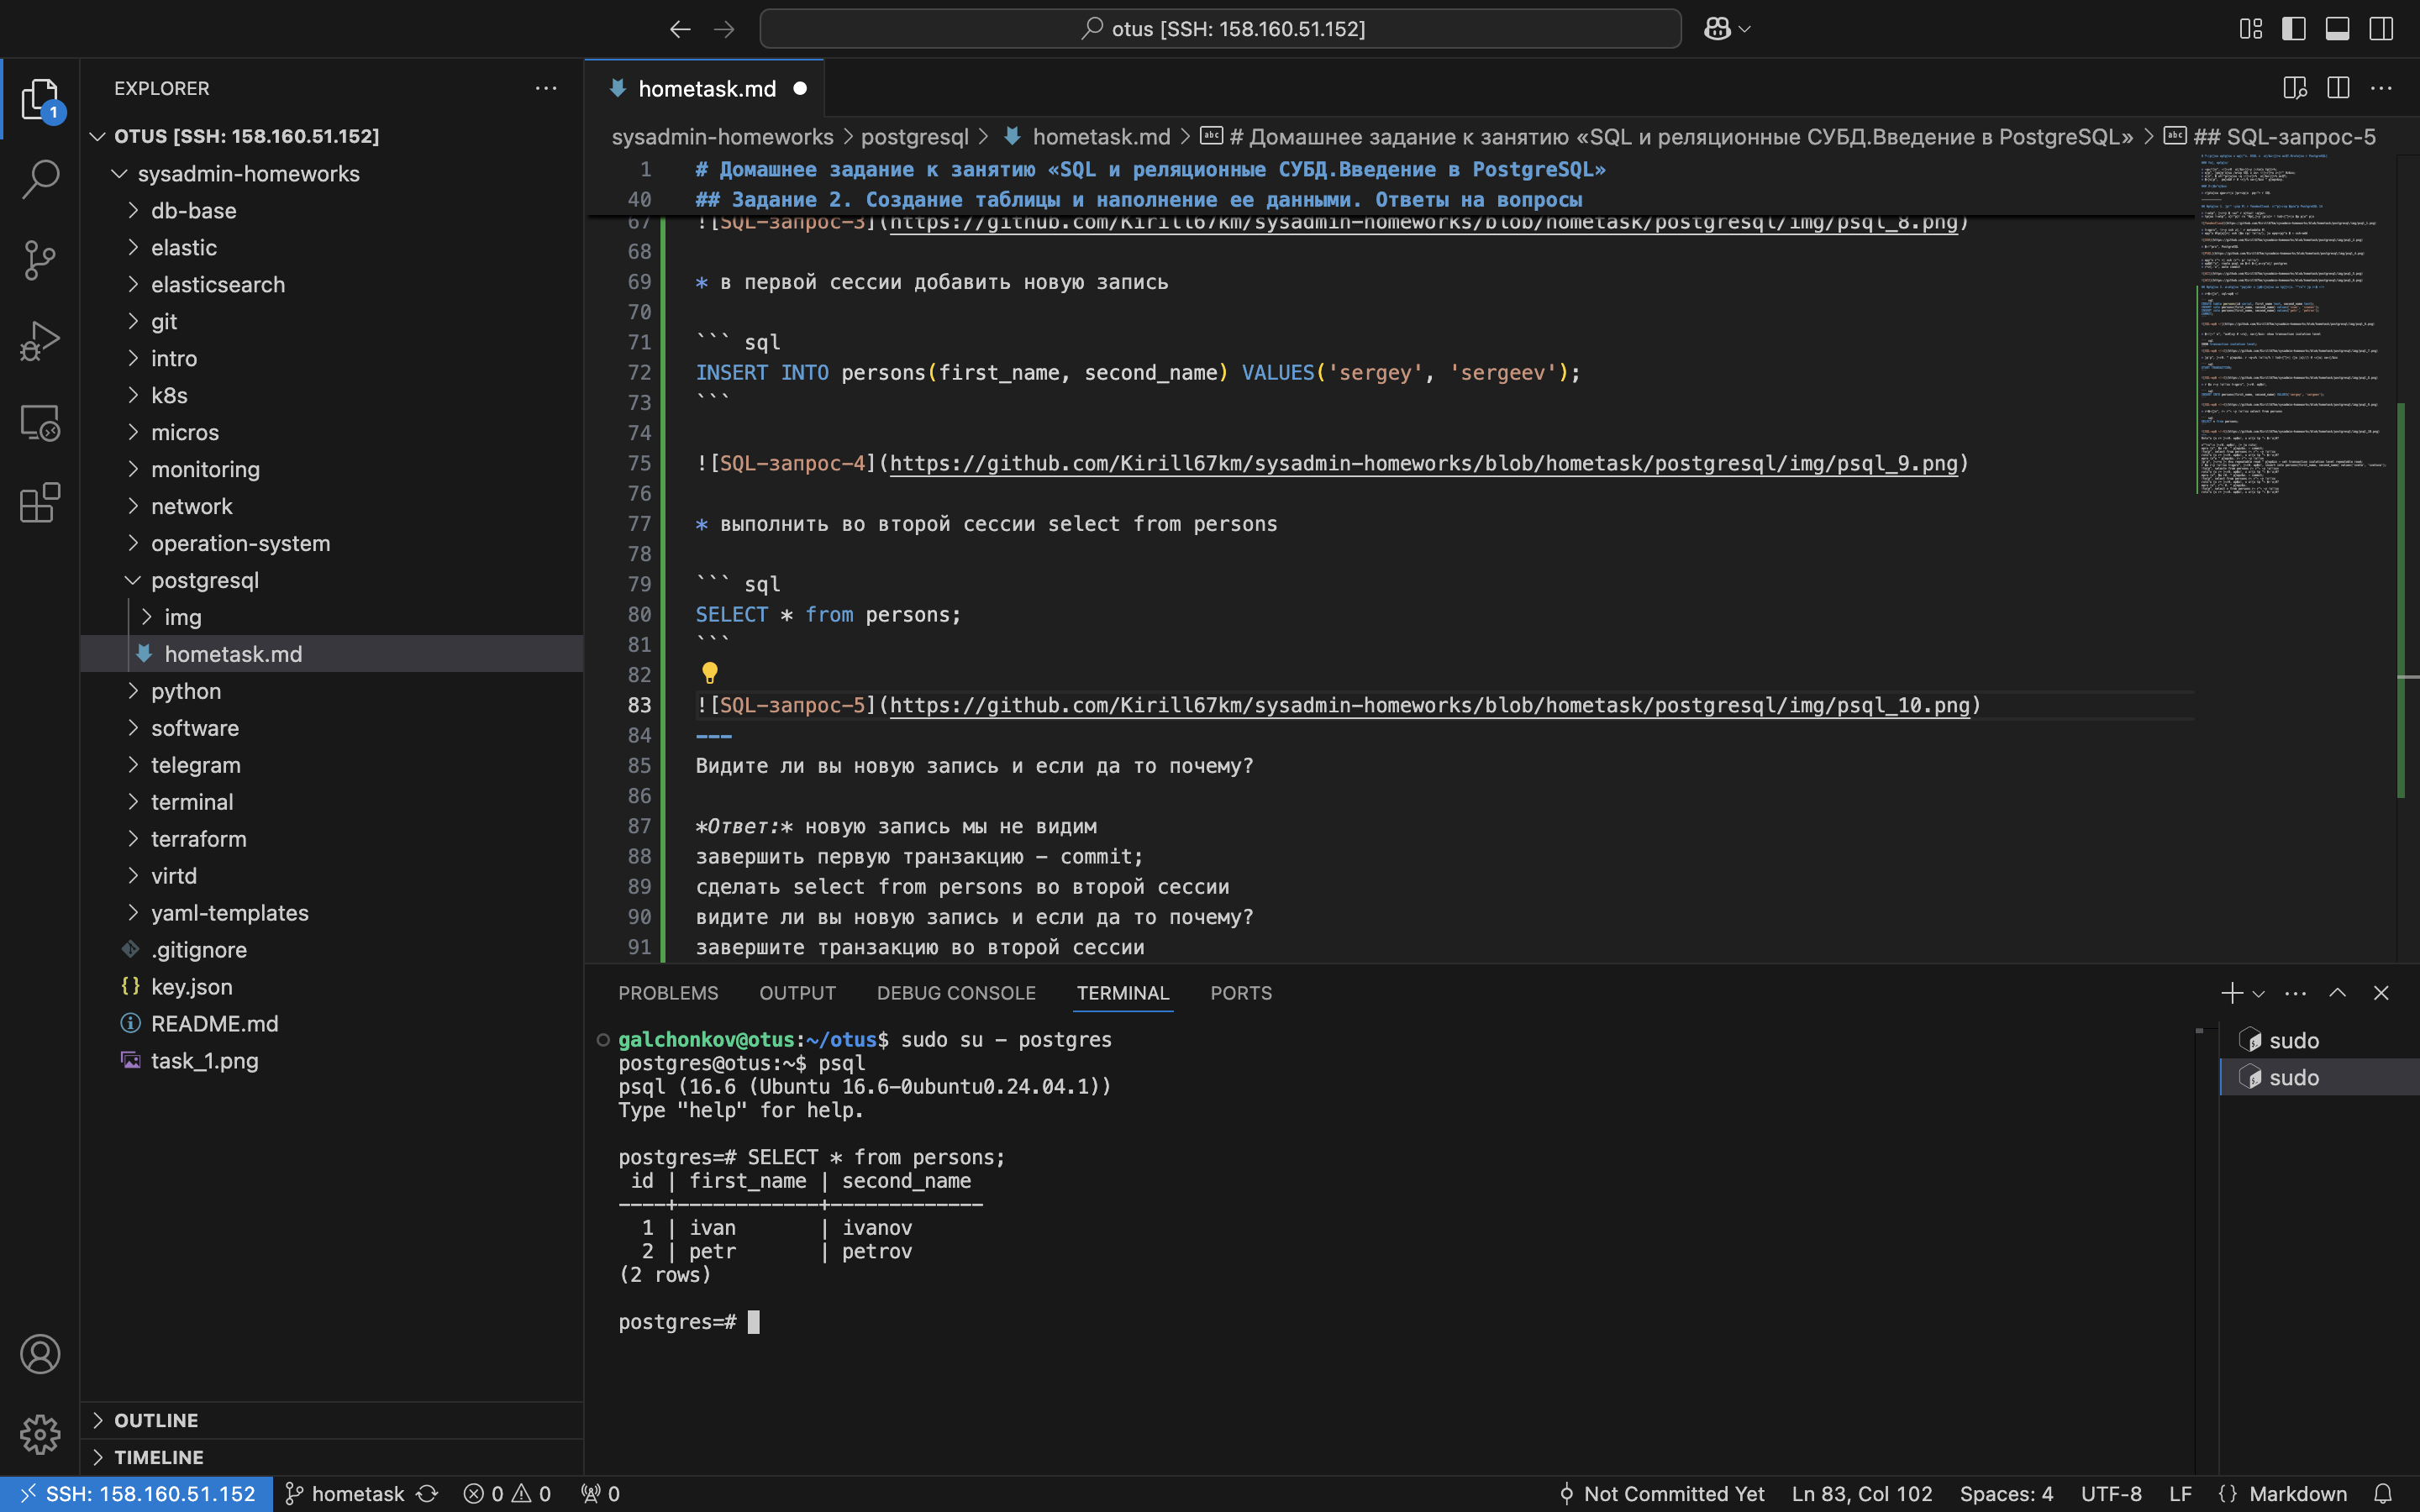 otus [SSH: 158.160.51.152]
EXPLORER
hometask.md
1
OTUS [SSH: 158.160.51.152]
sysadmin-homeworks
db-base
elastic
elasticsearch
git
intro
k8s
micros
monitoring
network
operation-system
postgresql
img
hometask.md
python
software
telegram
terminal
terraform
virtd
yaml-templates
.gitignore
key.json
README.md
task_1.png
OUTLINE
TIMELINE
sysadmin-homeworks > postgresql > hometask.md > # Домашнее задание к занятию «SQL и реляционные СУБД.Введение в PostgreSQL» > ## SQL-запрос-5
1 # Домашнее задание к занятию «SQL и реляционные СУБД.Введение в PostgreSQL»
40 ## Задание 2. Создание таблицы и наполнение ее данными. Ответы на вопросы
67 ![SQL-запрос-3](https://github.com/Kirill67km/sysadmin-homeworks/blob/hometask/postgresql/img/psql_8.png)
68
69 * в первой сессии добавить новую запись
70
71 ``` sql
72 INSERT INTO persons(first_name, second_name) VALUES('sergey', 'sergeev');
73 ```
74
75 ![SQL-запрос-4](https://github.com/Kirill67km/sysadmin-homeworks/blob/hometask/postgresql/img/psql_9.png)
76
77 * выполнить во второй сессии select from persons
78
79 ``` sql
80 SELECT * from persons;
81 ```
82
83 ![SQL-запрос-5](https://github.com/Kirill67km/sysadmin-homeworks/blob/hometask/postgresql/img/psql_10.png)
84 ---
85 Видите ли вы новую запись и если да то почему?
86
87 *Ответ:* новую запись мы не видим
88 завершить первую транзакцию - commit;
89 сделать select from persons во второй сессии
90 видите ли вы новую запись и если да то почему?
91 завершите транзакцию во второй сессии
PROBLEMS OUTPUT DEBUG CONSOLE TERMINAL PORTS
galchonkov@otus:~/otus$ sudo su - postgres
postgres@otus:~$ psql
psql (16.6 (Ubuntu 16.6-0ubuntu0.24.04.1))
Type "help" for help.
postgres=# SELECT * from persons;
id | first_name | second_name
----+------------+-------------
1 | ivan | ivanov
2 | petr | petrov
(2 rows)
postgres=#
sudo
sudo
SSH: 158.160.51.152 hometask 0 0 0 Not Committed Yet Ln 83, Col 102 Spaces: 4 UTF-8 LF {} Markdown